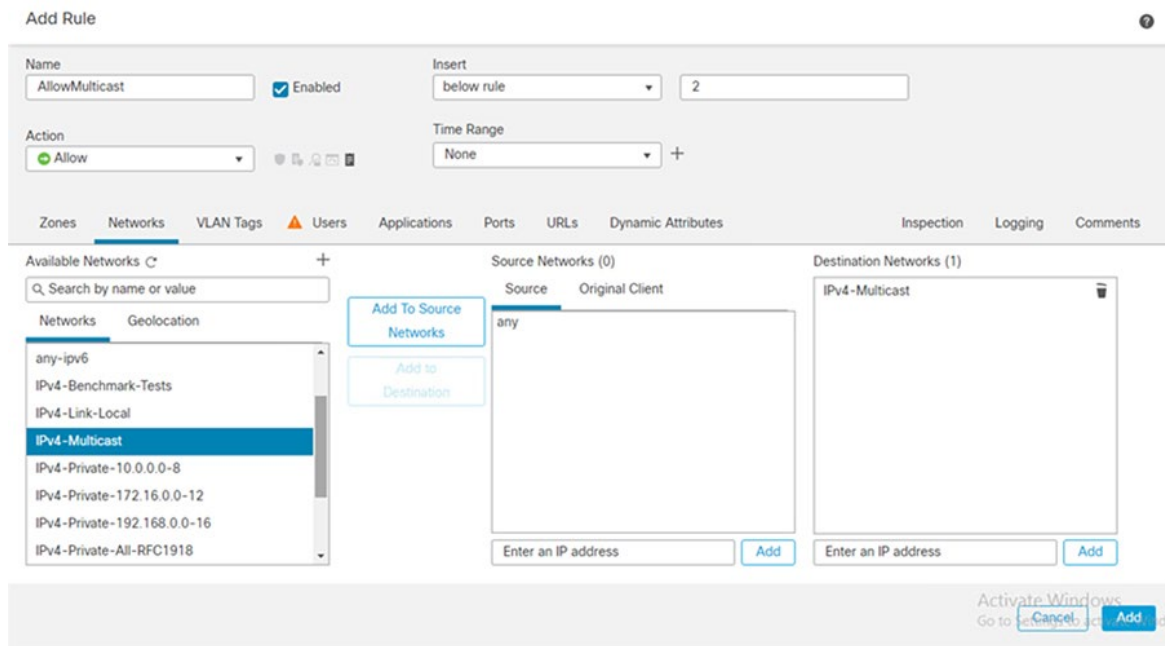 Add Rule
Name
Insert
AllowMulticast
Enabled
below rule
2
Action
Time Range
Allow
None
Zones
Networks
VLAN Tags
Users
Applications
Ports
URLs
Dynamic Attributes
Inspection
Logging
Comments
Available Networks
Source Networks (0)
Destination Networks (1)
Search by name or value
Source
Original Client
IPv4-Multicast
Networks
Geolocation
Add To Source
Networks
any
Add to
Destination
any-ipv6
IPv4-Benchmark-Tests
IPv4-Link-Local
IPv4-Multicast
IPv4-Private-10.0.0.0-8
IPv4-Private-172.16.0.0-12
IPv4-Private-192.168.0.0-16
IPv4-Private-All-RFC1918
Enter an IP address
Add
Enter an IP address
Add
Activate Windows
Go to Settings to
Cancel
Add